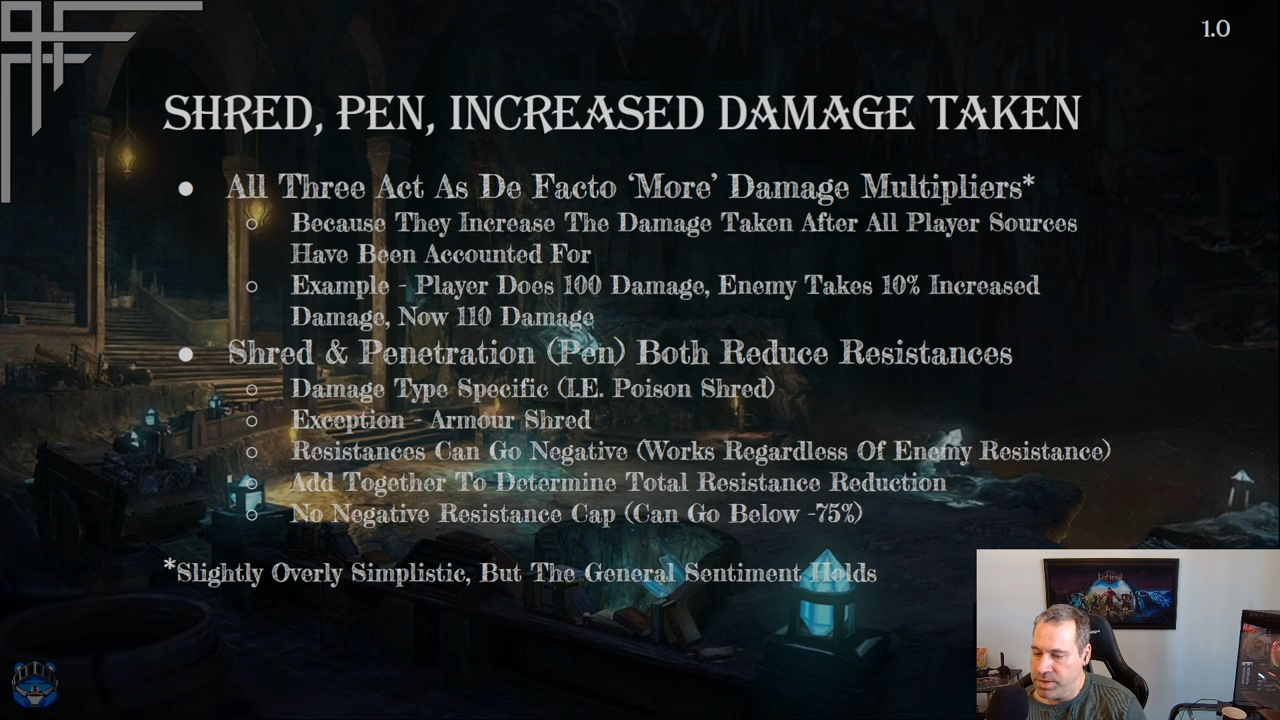 1.0
SHRED, PEN, INCREASED DAMAGE TAKEN
● All Three Act As De Facto ‘More’ Damage Multipliers*
○ Because They Increase The Damage Taken After All Player Sources
Have Been Accounted For
○ Example - Player Does 100 Damage, Enemy Takes 10% Increased
Damage, Now 110 Damage
● Shred & Penetration (Pen) Both Reduce Resistances
○ Damage Type Specific (I.E. Poison Shred)
○ Exception - Armour Shred
○ Resistances Can Go Negative (Works Regardless Of Enemy Resistance)
○ Add Together To Determine Total Resistance Reduction
○ No Negative Resistance Cap (Can Go Below -75%)
*Slightly Overly Simplistic, But The General Sentiment Holds